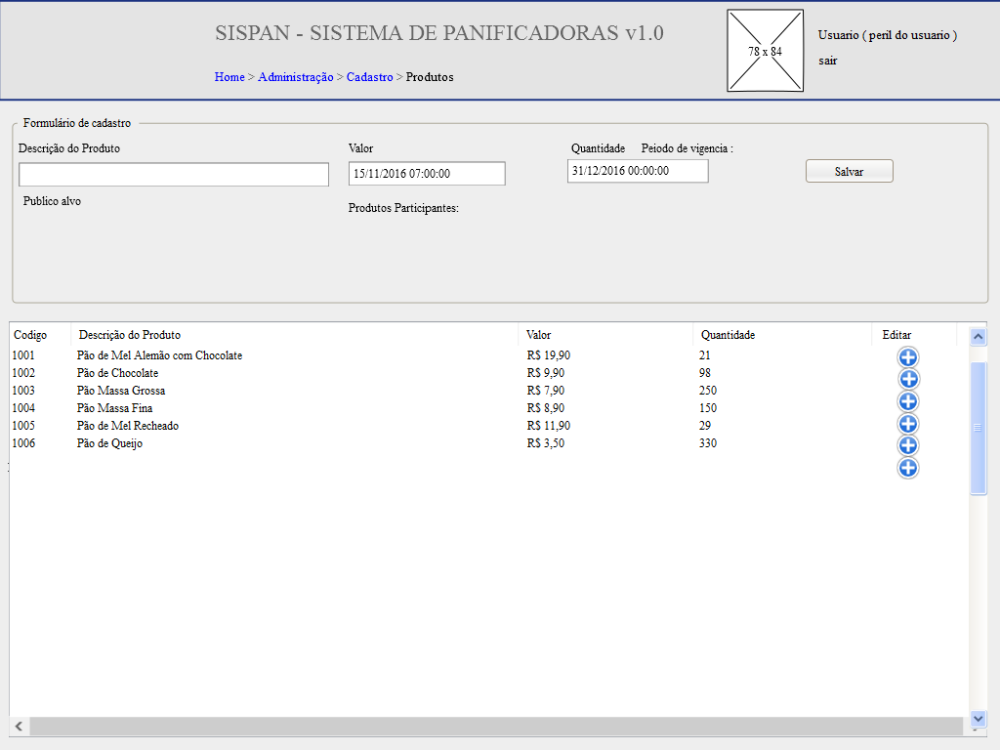 SISPAN - SISTEMA DE PANIFICADORAS v1.0
78 x 84
Usuario ( peril do usuario )
sair
Home > Administração > Cadastro > Produtos
Formulário de cadastro
Descrição do Produto Valor Quantidade Peiodo de vigencia :
15/11/2016 07:00:00 31/12/2016 00:00:00 Salvar
Publico alvo Produtos Participantes:
Codigo Descrição do Produto Valor Quantidade Editar
1001 Pão de Mel Alemão com Chocolate R$ 19,90 21
1002 Pão de Chocolate R$ 9,90 98
1003 Pão Massa Grossa R$ 7,90 250
1004 Pão Massa Fina R$ 8,90 150
1005 Pão de Mel Recheado R$ 11,90 29
1006 Pão de Queijo R$ 3,50 330